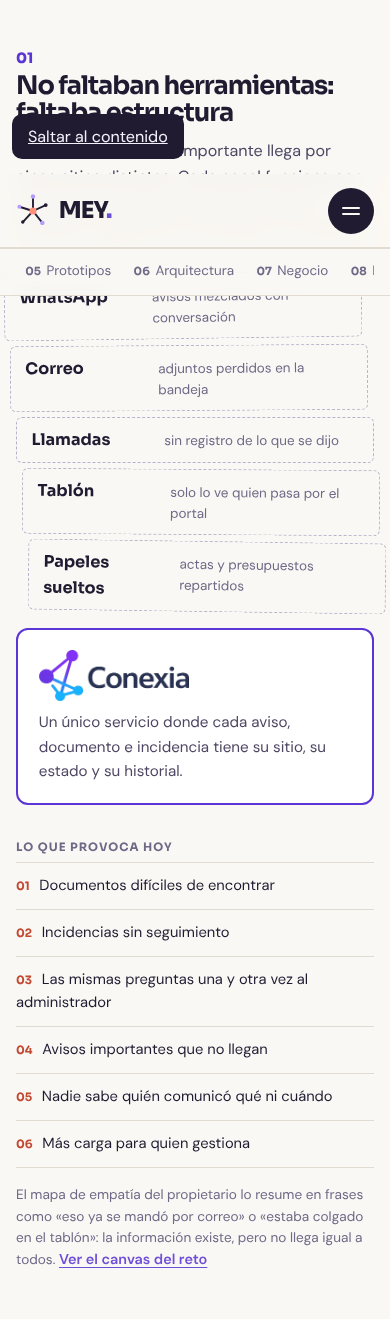 01
No faltaban herramientas:
faltaba estructura
Saltar al contenido
mportante llega por
MEY.
05 Prototipos 06 Arquitectura 07 Negocio 08
WhatsApp
avisos mezclados con
conversación
Correo
adjuntos perdidos en la
bandeja
Llamadas
sin registro de lo que se dijo
Tablón
solo lo ve quien pasa por el
portal
Papeles
sueltos
actas y presupuestos
repartidos
Conexia
Un único servicio donde cada aviso,
documento e incidencia tiene su sitio, su
estado y su historial.
LO QUE PROVOCA HOY
01 Documentos difíciles de encontrar
02 Incidencias sin seguimiento
03 Las mismas preguntas una y otra vez al
administrador
04 Avisos importantes que no llegan
05 Nadie sabe quién comunicó qué ni cuándo
06 Más carga para quien gestiona
El mapa de empatía del propietario lo resume en frases
como «eso ya se mandó por correo» o «estaba colgado
en el tablón»: la información existe, pero no llega igual a
todos. Ver el canvas del reto